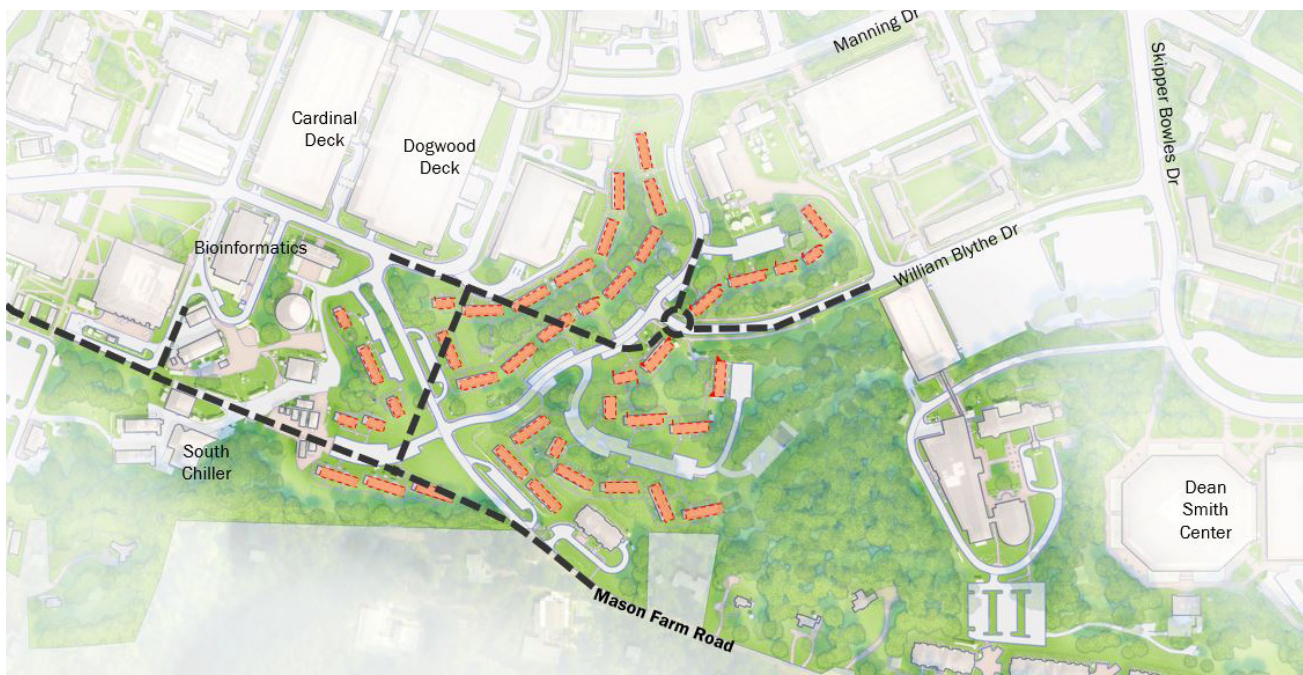 Manning Dr
Skipper Bowles Dr
Cardinal
Deck
Dogwood
Deck
Bioinformatics
William Blythe Dr
South
Chiller
Dean
Smith
Center
Mason Farm Road